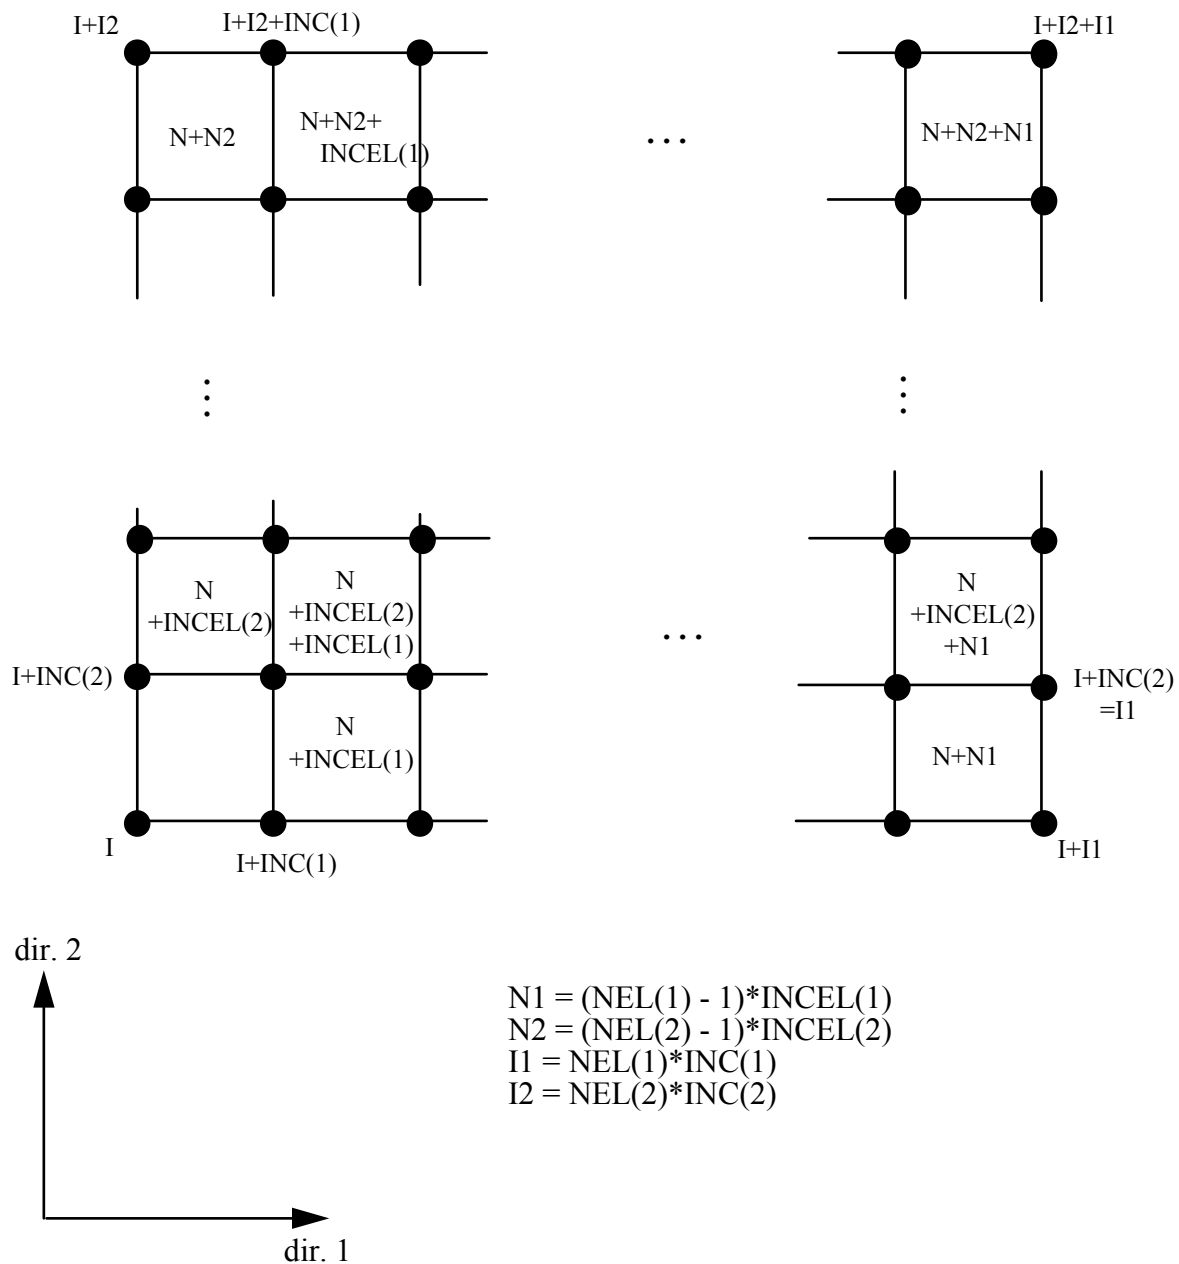 I+I2
I+I2+INC(1)
I+I2+I1
N+N2
N+N2+
INCEL(1)
...
N+N2+N1
N
+INCEL(2)
N
+INCEL(2)
+INCEL(1)
...
N
+INCEL(2)
+N1
I+INC(2)
I+INC(2)
=I1
N
+INCEL(1)
N+N1
I
I+INC(1)
I+I1
dir. 2
N1 = (NEL(1) - 1)*INCEL(1)
N2 = (NEL(2) - 1)*INCEL(2)
I1 = NEL(1)*INC(1)
I2 = NEL(2)*INC(2)
dir. 1